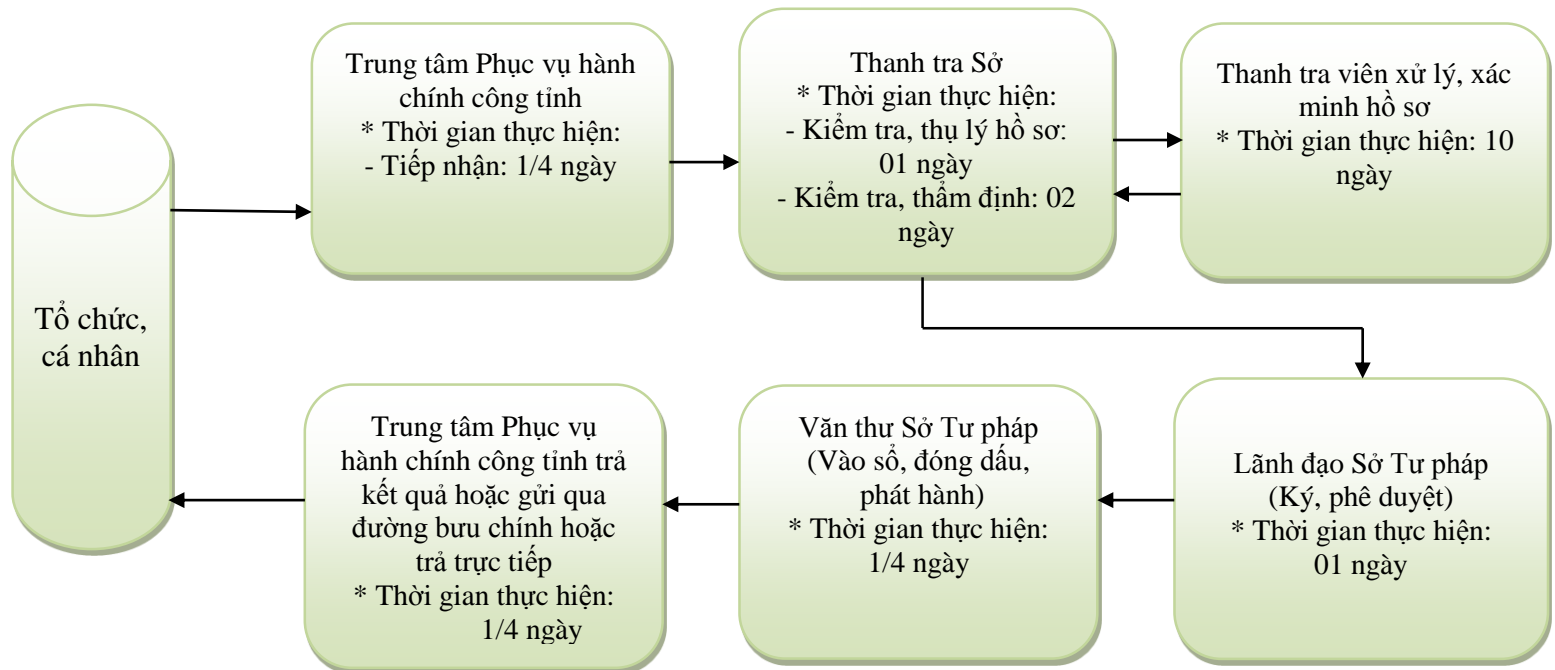 Tổ chức,
cá nhân
Trung tâm Phục vụ hành
chính công tỉnh
* Thời gian thực hiện:
- Tiếp nhận: 1/4 ngày
Thanh tra Sở
* Thời gian thực hiện:
- Kiểm tra, thụ lý hồ sơ:
01 ngày
- Kiểm tra, thẩm định: 02
ngày
Thanh tra viên xử lý, xác
minh hồ sơ
* Thời gian thực hiện: 10
ngày
Lãnh đạo Sở Tư pháp
(Ký, phê duyệt)
* Thời gian thực hiện:
01 ngày
Văn thư Sở Tư pháp
(Vào sổ, đóng dấu,
phát hành)
* Thời gian thực hiện:
1/4 ngày
Trung tâm Phục vụ
hành chính công tỉnh trả
kết quả hoặc gửi qua
đường bưu chính hoặc
trả trực tiếp
* Thời gian thực hiện:
1/4 ngày